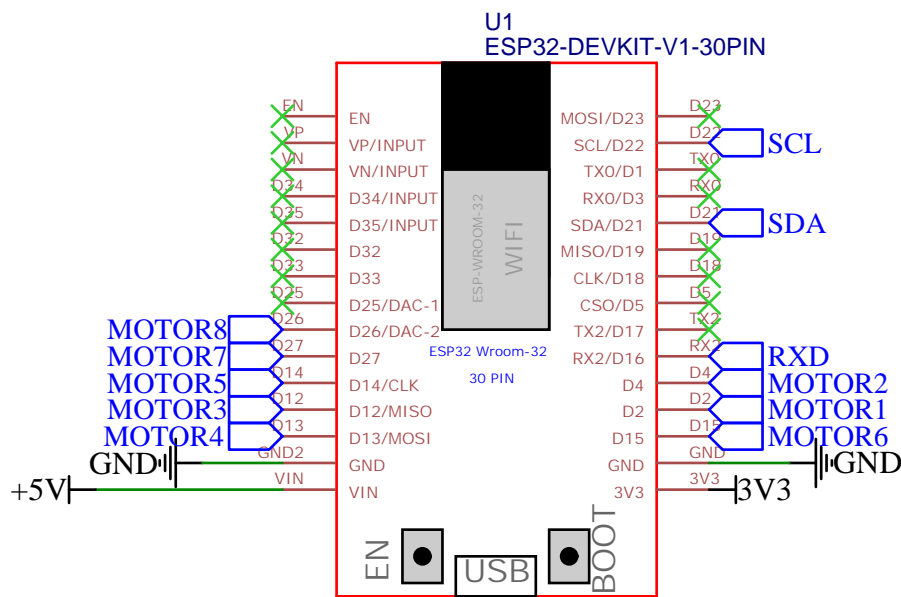 U1
ESP32-DEVKIT-V1-30PIN
EN EN MOSI/D23 D23
VP VP/INPUT SCL/D22 D22 SCL
VN VN/INPUT TX0/D1 TX0
D34 D34/INPUT RX0/D3 RX0
D35 D35/INPUT SDA/D21 D21 SDA
D32 D32 MISO/D19 D19
D33 D33 CLK/D18 D18
D25 D25/DAC-1 CSO/D5 D5
MOTOR8 D26 D26/DAC-2 TX2/D17 TX2
MOTOR7 D27 D27 RX2/D16 RX2 RXD
MOTOR5 D14 D14/CLK D4 D4 MOTOR2
MOTOR3 D12 D12/MISO D2 D2 MOTOR1
MOTOR4 D13 D13/MOSI D15 D15 MOTOR6
GND GND2 GND GND GND GND
+5V VIN VIN 3V3 3V3 3V3
ESP-WROOM-32
WIFI
ESP32 Wroom-32
30 PIN
EN
USB
BOOT